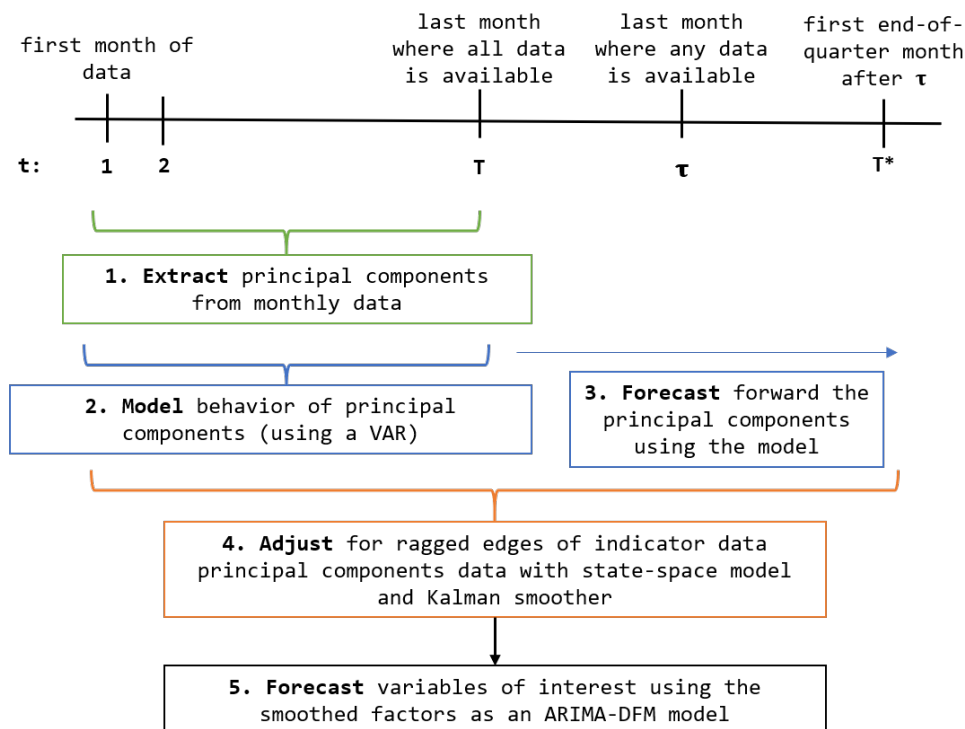 first month of
data
last month
where all data
is available
last month
where any data
is available
first end-of-
quarter month
after τ
t: 1 2 T τ T*
1. Extract principal components
from monthly data
2. Model behavior of principal
components (using a VAR)
3. Forecast forward the
principal components
using the model
4. Adjust for ragged edges of indicator data
principal components data with state-space model
and Kalman smoother
5. Forecast variables of interest using the
smoothed factors as an ARIMA-DFM model